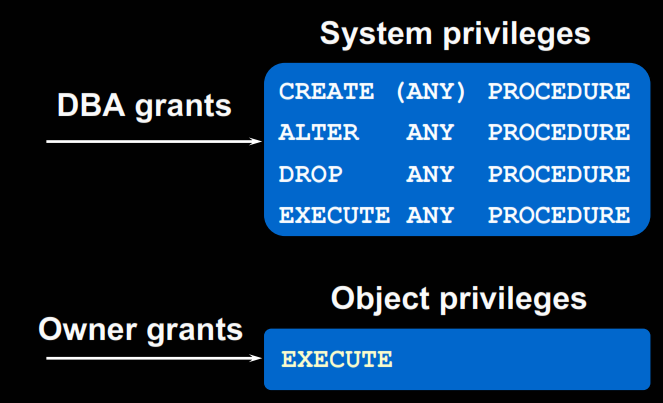 System privileges
DBA grants
CREATE (ANY) PROCEDURE
ALTER ANY PROCEDURE
DROP ANY PROCEDURE
EXECUTE ANY PROCEDURE
Object privileges
Owner grants
EXECUTE